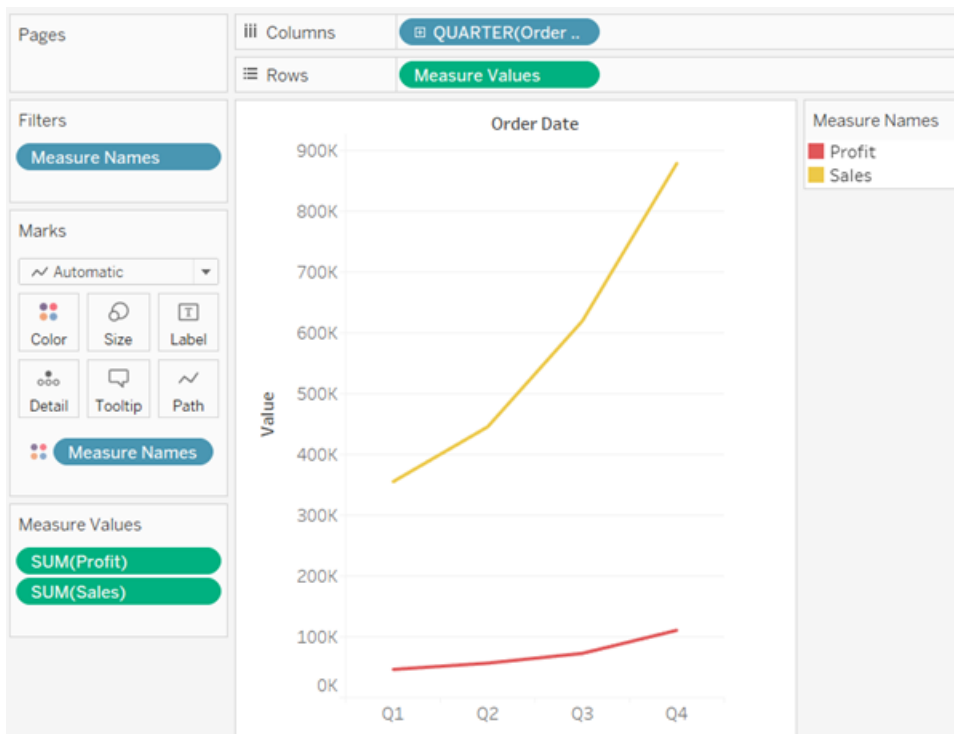 Pages
Columns
QUARTER(Order ..
Rows
Measure Values
Filters
Measure Names
Marks
Automatic
Color
Size
T
Label
Detail
Tooltip
Path
Measure Names
Measure Values
SUM(Profit)
SUM(Sales)
Order Date
900K
800K
700K
600K
500K
400K
300K
200K
100K
0K
Value
Q1 Q2 Q3 Q4
Measure Names
Profit
Sales